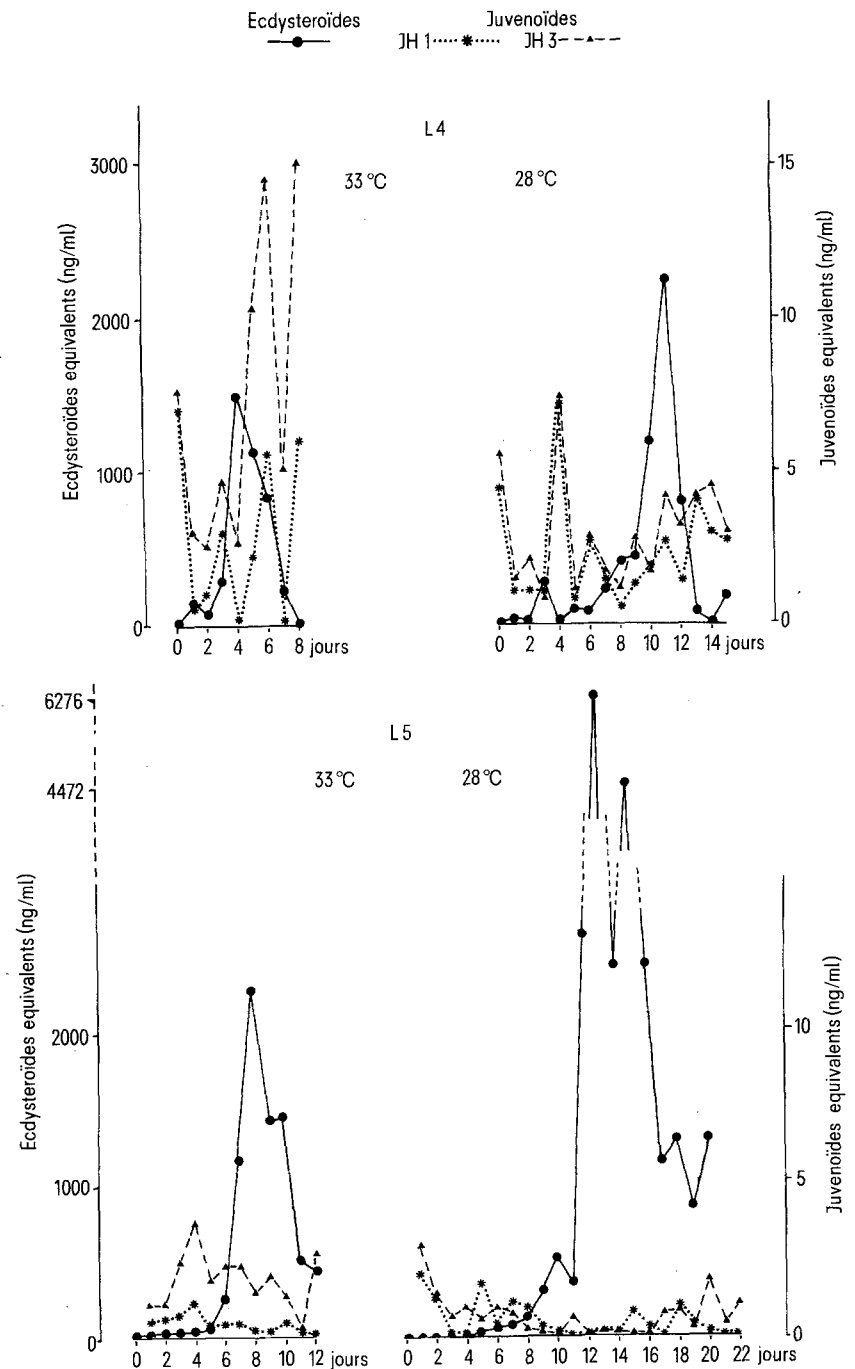 Ecdysteroïdes
Juvenoïdes
JH 1
JH 3
L 4
33 °C
28 °C
Ecdysteroïdes equivalents (ng/ml)
3000
2000
1000
0
Juvenoïdes equivalents (ng/ml)
15
10
5
0
0 2 4 6 8 jours
0 2 4 6 8 10 12 14 jours
L 5
33 °C
28 °C
Ecdysteroïdes equivalents (ng/ml)
6276
4472
2000
1000
0
Juvenoïdes equivalents (ng/ml)
10
5
0
0 2 4 6 8 10 12 jours
0 2 4 6 8 10 12 14 16 18 20 22 jours